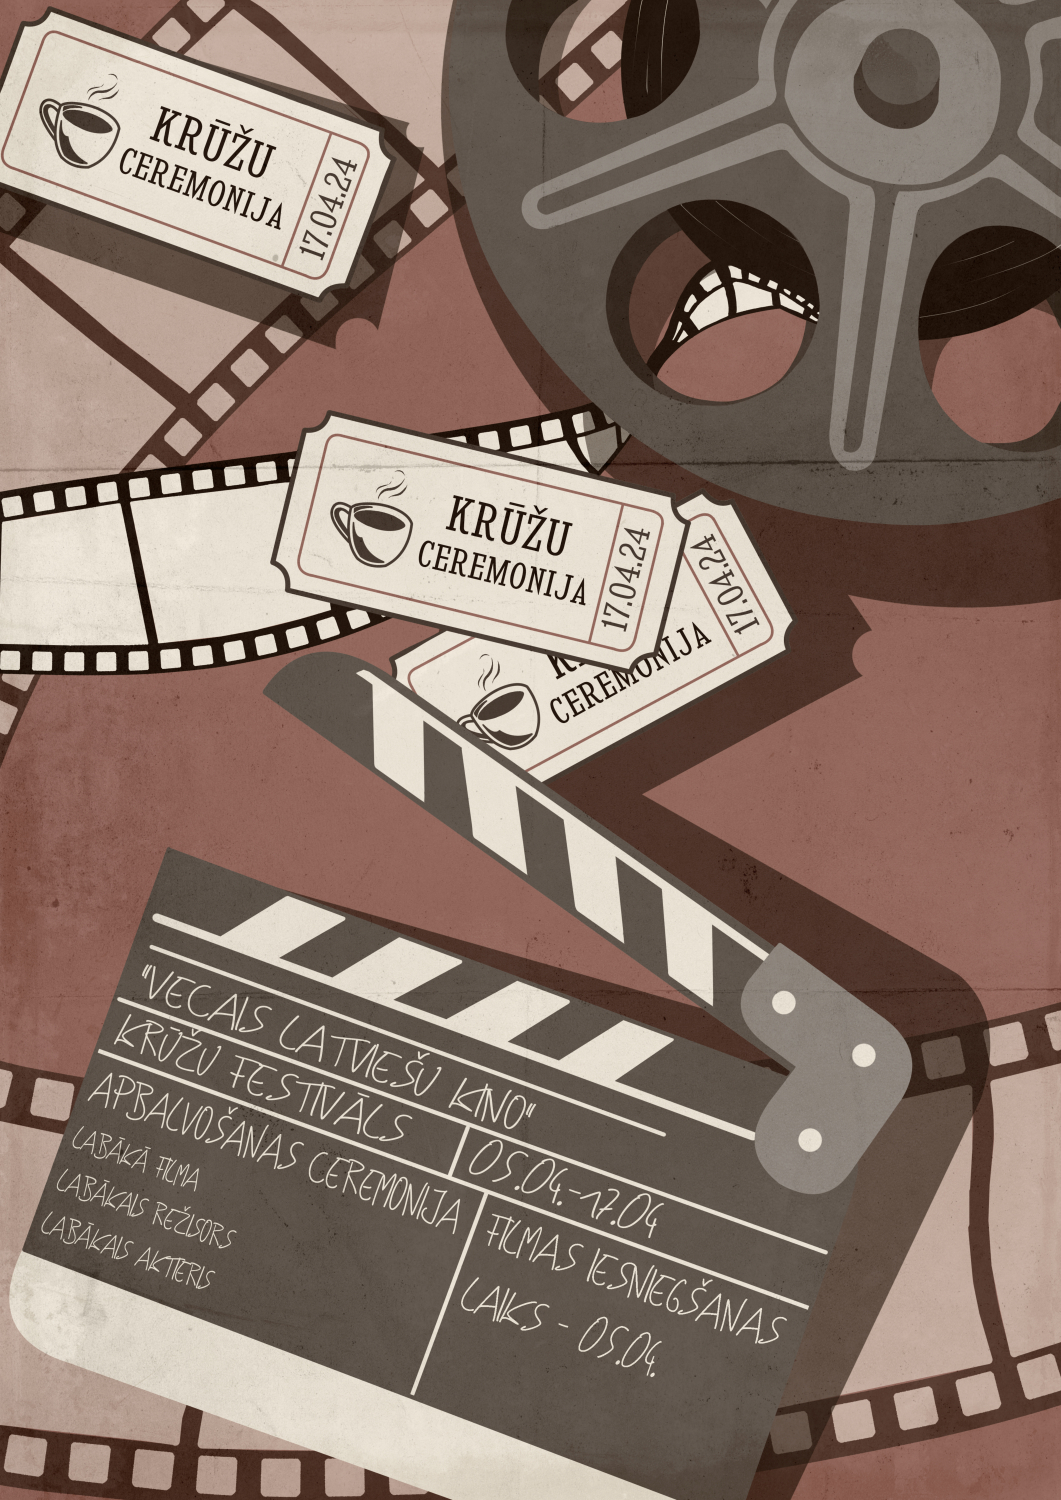 KRŪŽU
CEREMONIJA
17.04.24
KRŪŽU
CEREMONIJA
17.04.24
CEREMONIJA
17.04.24
"VECAIS LATVIEŠU KINO"
KRŪŽU FESTIVĀLS
05.04.-17.04
APBALVOŠANAS CEREMONIJA
LABĀKĀ FILMA
LABĀKAIS REŽISORS
LABĀKAIS AKTIERIS
FILMAS IESNIEGŠANAS
LAIKS - 05.04.